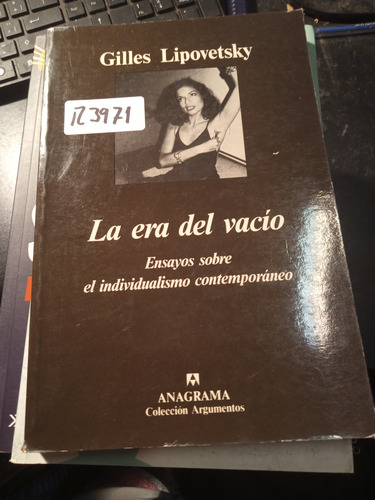 Gilles Lipovetsky
R3971
La era del vacío
Ensayos sobre
el individualismo contemporáneo
ANAGRAMA
Colección Argumentos